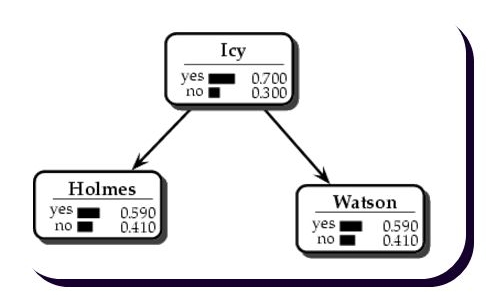 Icy
yes 0.700
no 0.300
Holmes
yes 0.590
no 0.410
Watson
yes 0.590
no 0.410